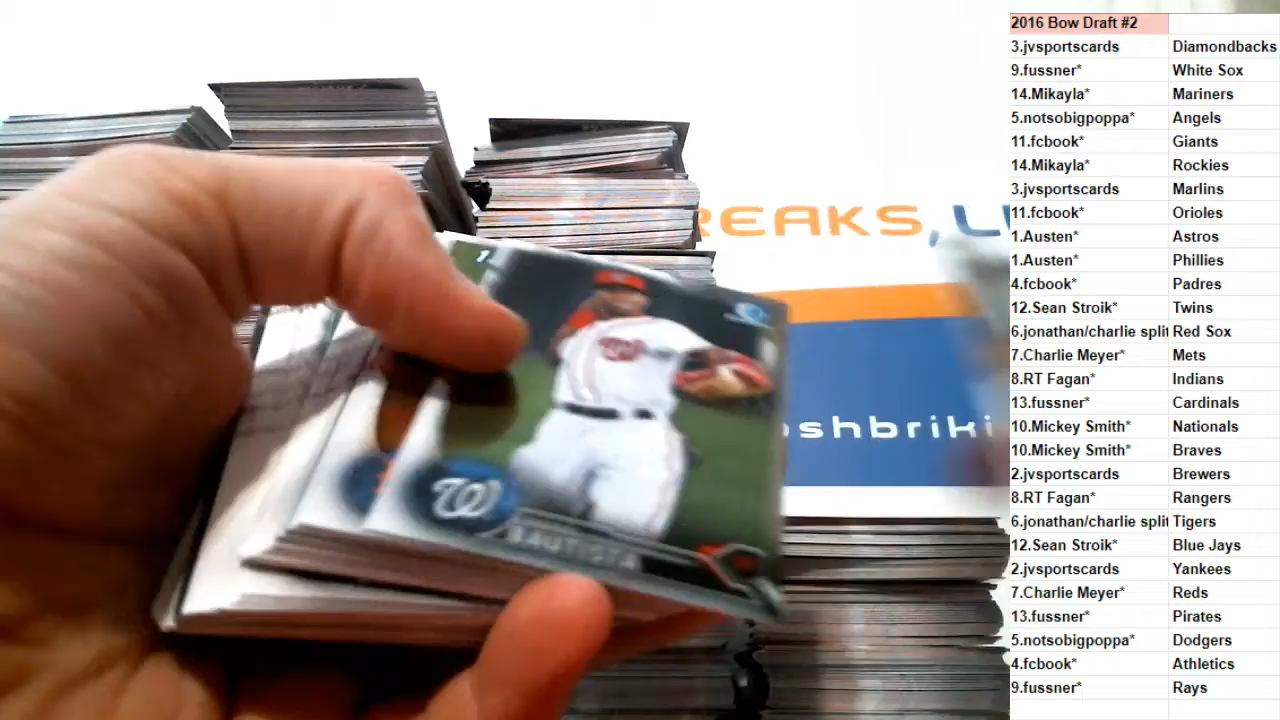 2016 Bow Draft #2
3.jvsportscards Diamondbacks
9.fussner* White Sox
14.Mikayla* Mariners
5.notsobigpoppa* Angels
11.fcbook* Giants
14.Mikayla* Rockies
3.jvsportscards Marlins
11.fcbook* Orioles
1.Austen* Astros
1.Austen* Phillies
4.fcbook* Padres
12.Sean Stroik* Twins
6.jonathan/charlie split Red Sox
7.Charlie Meyer* Mets
8.RT Fagan* Indians
13.fussner* Cardinals
10.Mickey Smith* Nationals
10.Mickey Smith* Braves
2.jvsportscards Brewers
8.RT Fagan* Rangers
6.jonathan/charlie split Tigers
12.Sean Stroik* Blue Jays
2.jvsportscards Yankees
7.Charlie Meyer* Reds
13.fussner* Pirates
5.notsobigpoppa* Dodgers
4.fcbook* Athletics
9.fussner* Rays
REAKS, L
oshbriki
W
BAUTISTA